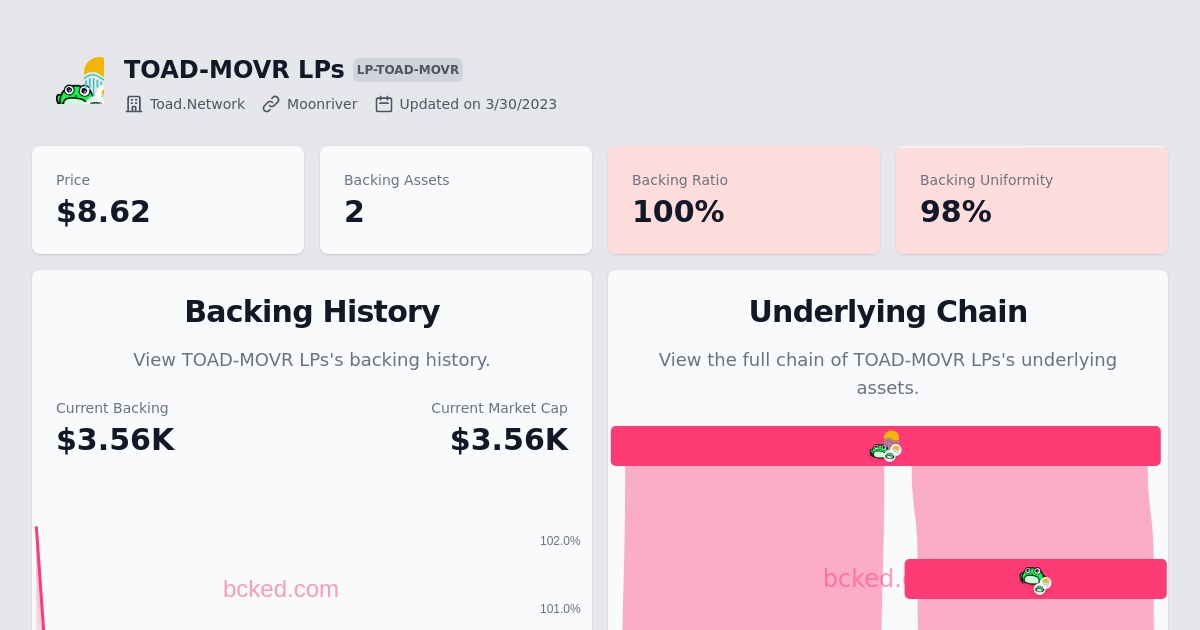 TOAD-MOVR LPs LP-TOAD-MOVR
Toad.Network Moonriver Updated on 3/30/2023
Price
$8.62
Backing Assets
2
Backing Ratio
100%
Backing Uniformity
98%
Backing History
View TOAD-MOVR LPs's backing history.
Current Backing
$3.56K
Current Market Cap
$3.56K
102.0%
bcked.com
101.0%
Underlying Chain
View the full chain of TOAD-MOVR LPs's underlying
assets.
bcked.